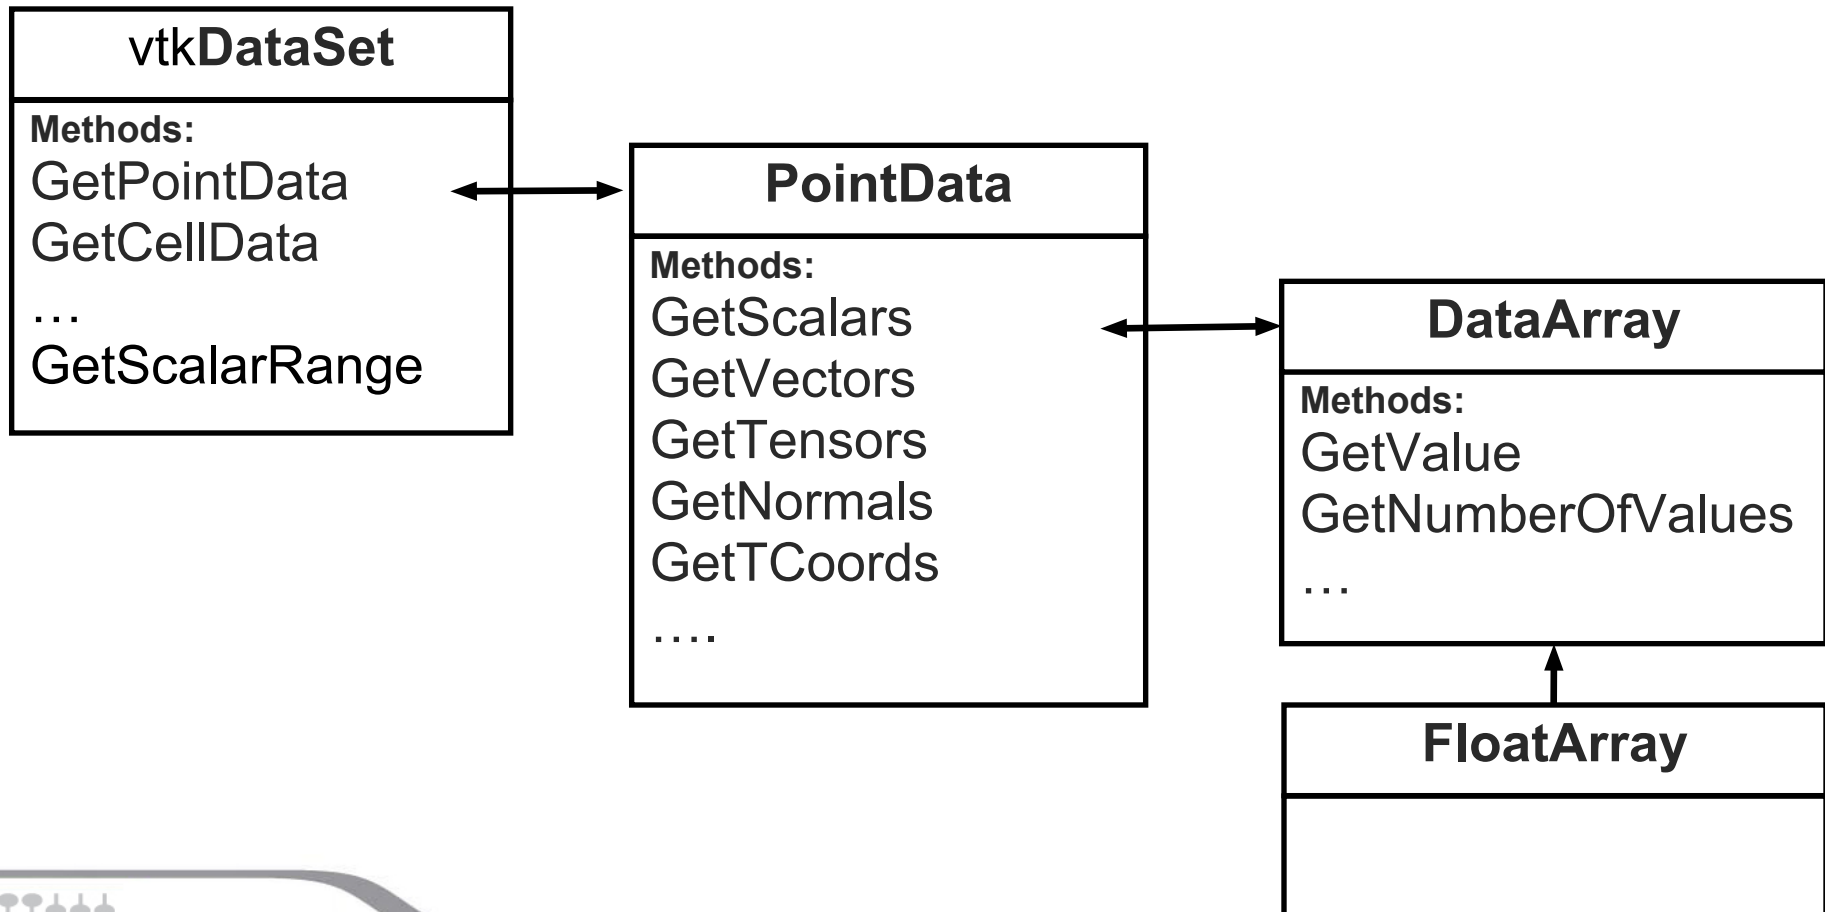 vtkDataSet
Methods:
GetPointData
GetCellData
…
GetScalarRange
PointData
Methods:
GetScalars
GetVectors
GetTensors
GetNormals
GetTCoords
….
DataArray
Methods:
GetValue
GetNumberOfValues
…
FloatArray